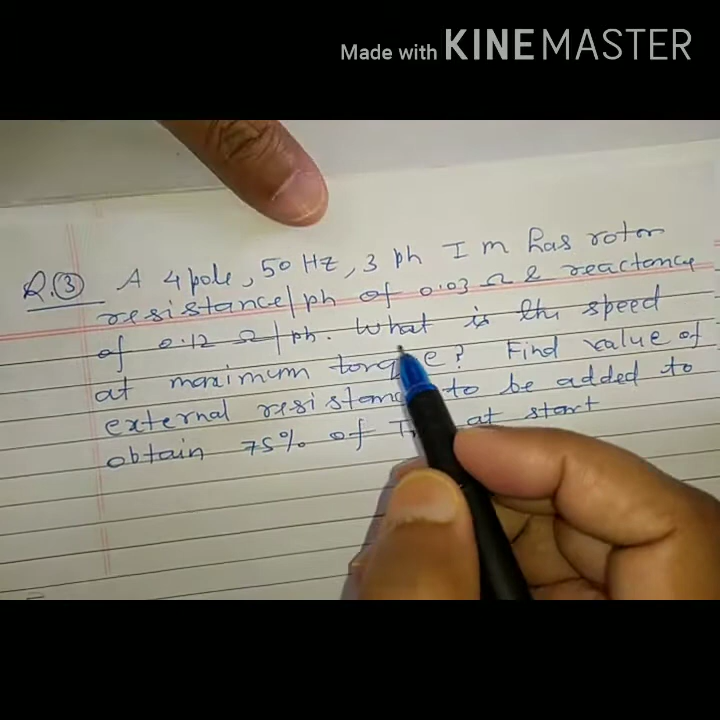 Made with KINEMASTER
Q.③ A 4 pole, 50 Hz, 3 ph I m has rotor
resistance/ph of 0.03 Ω & reactance
of 0.12 Ω/ph. What is the speed
at maximum torque? Find value of
external resistance to be added to
obtain 75% of at start